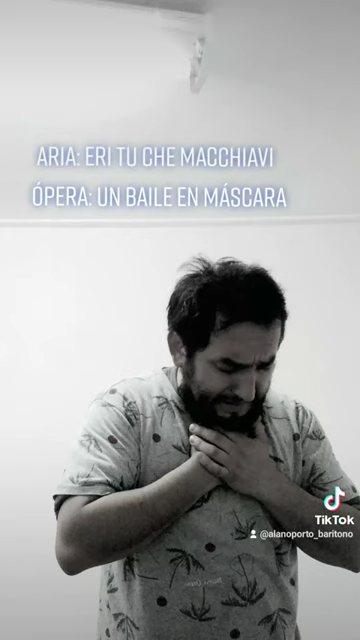 ARIA: ERI TU CHE MACCHIAVI
ÓPERA: UN BAILE EN MÁSCARA
TikTok
@alanoporto_baritono